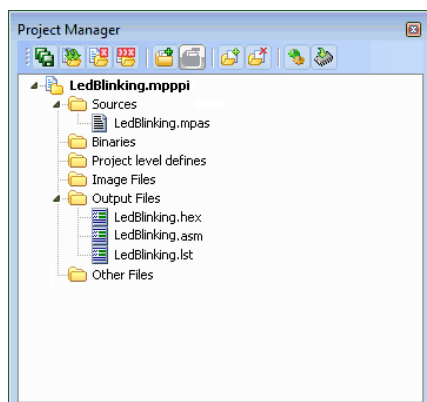 Project Manager
LedBlinking.mpppi
Sources
LedBlinking.mpas
Binaries
Project level defines
Image Files
Output Files
LedBlinking.hex
LedBlinking.asm
LedBlinking.lst
Other Files